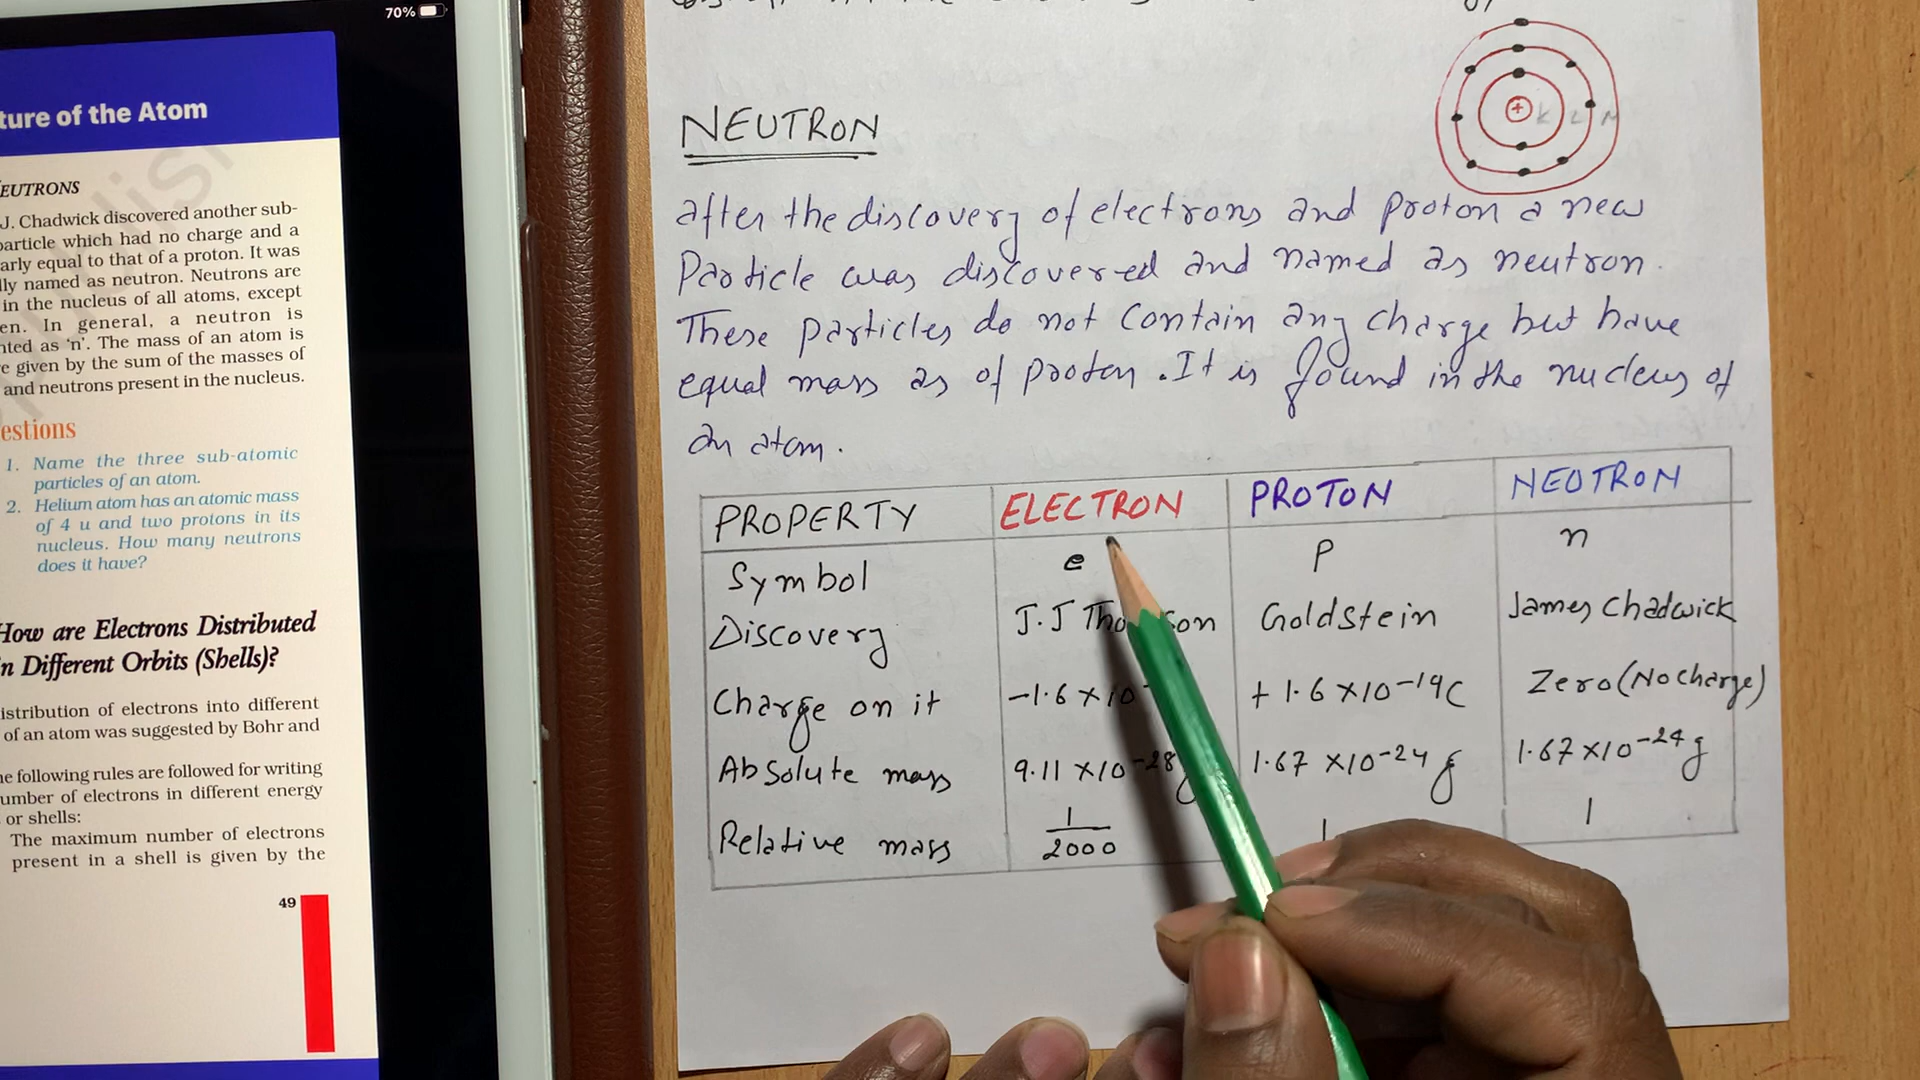 70%
ture of the Atom
EUTRONS
J. Chadwick discovered another sub-
particle which had no charge and a
arly equal to that of a proton. It was
lly named as neutron. Neutrons are
in the nucleus of all atoms, except
en. In general, a neutron is
nted as 'n'. The mass of an atom is
e given by the sum of the masses of
and neutrons present in the nucleus.
estions
1. Name the three sub-atomic
particles of an atom.
2. Helium atom has an atomic mass
of 4 u and two protons in its
nucleus. How many neutrons
does it have?
How are Electrons Distributed
in Different Orbits (Shells)?
istribution of electrons into different
of an atom was suggested by Bohr and
he following rules are followed for writing
umber of electrons in different energy
or shells:
The maximum number of electrons
present in a shell is given by the
49
+ K L M
NEUTRON
after the discovery of electrons and proton a new
Particle was discovered and named as neutron.
These particles do not contain any charge but have
equal mass as of proton. It is found in the nucleus of
an atom.
PROPERTY ELECTRON PROTON NEUTRON
Symbol e P n
Discovery J.J Goldstein James Chadwick
Charge on it -1.6 × 10 + 1.6 × 10-19C Zero (No charge)
Absolute mass 9.11 × 10-28g 1.67 × 10-24g 1.67 × 10-24g
Relative mass 1/2000 1 1